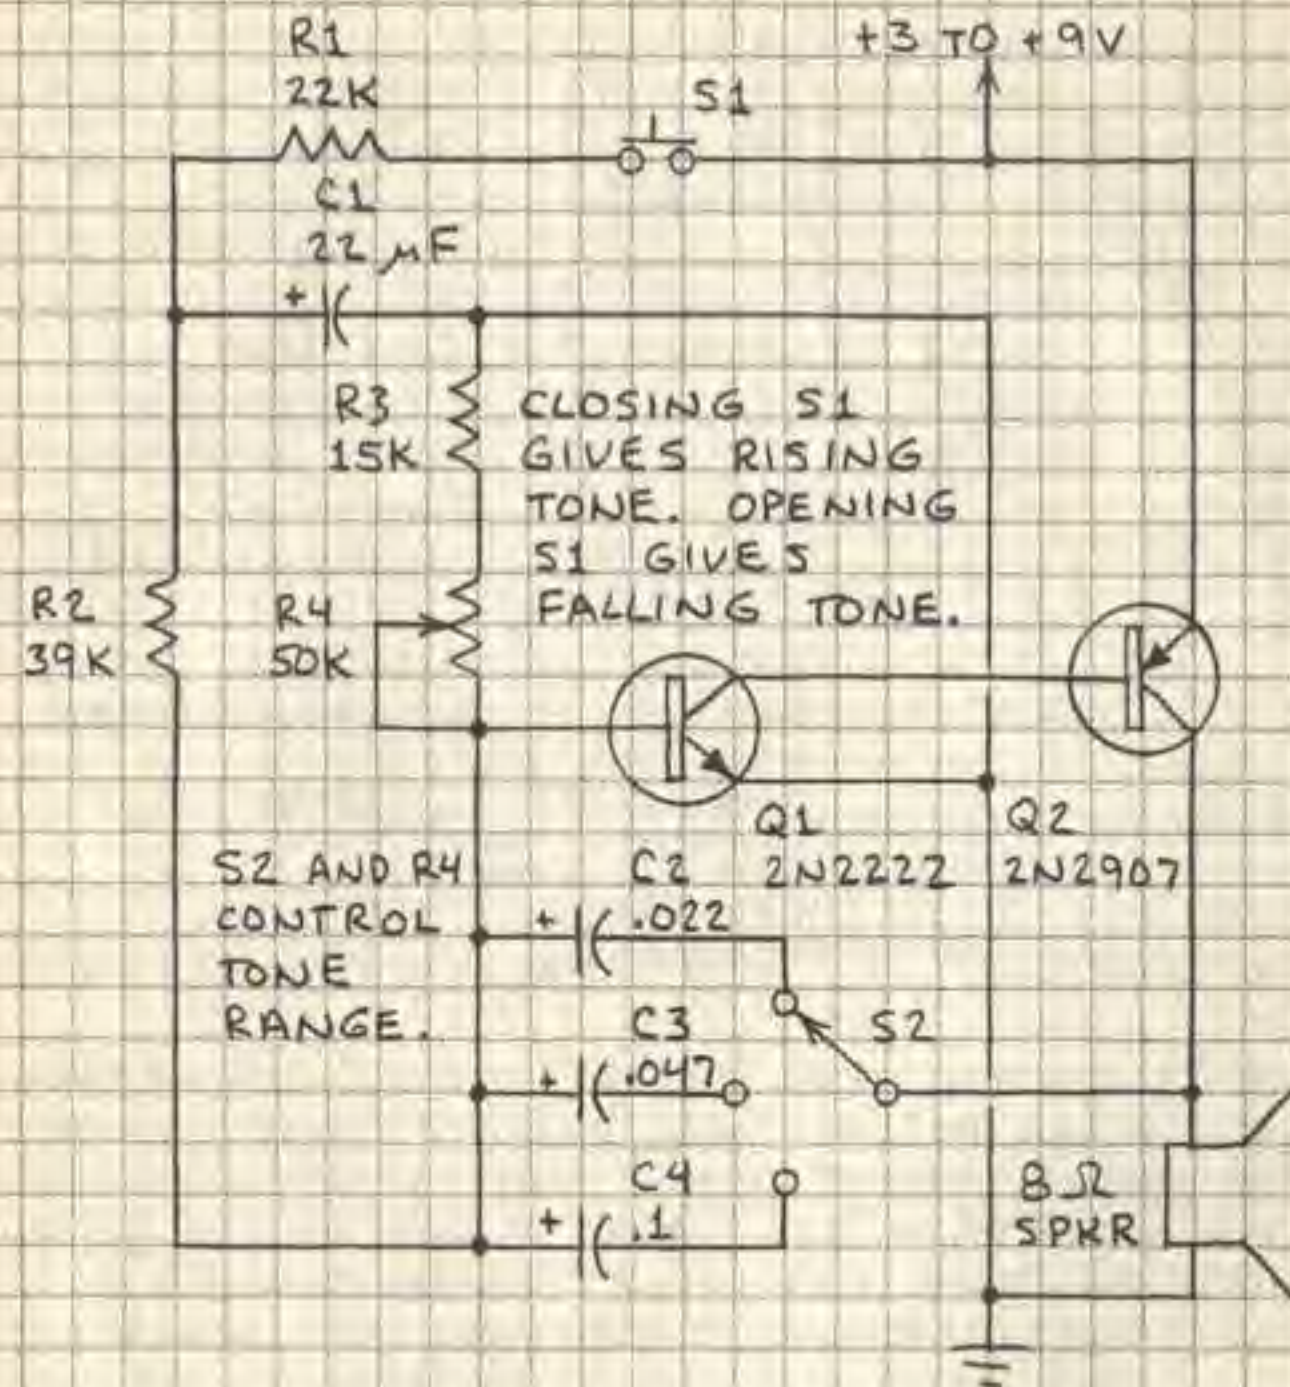 R1
22K
S1
+3 TO +9V
C1
22 µF
+
R3
15K
CLOSING S1
GIVES RISING
TONE. OPENING
S1 GIVES
FALLING TONE.
R2
39K
R4
50K
Q1
2N2222
Q2
2N2907
S2 AND R4
CONTROL
TONE
RANGE.
C2
+ .022
C3
+ .047
S2
C4
+ .1
8 Ω
SPKR